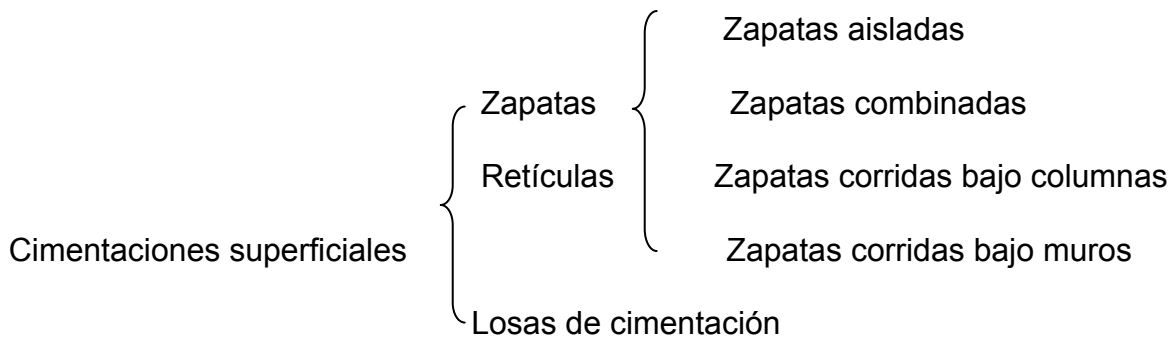 Zapatas aisladas
Zapatas Zapatas combinadas
Retículas Zapatas corridas bajo columnas
Cimentaciones superficiales Zapatas corridas bajo muros
Losas de cimentación